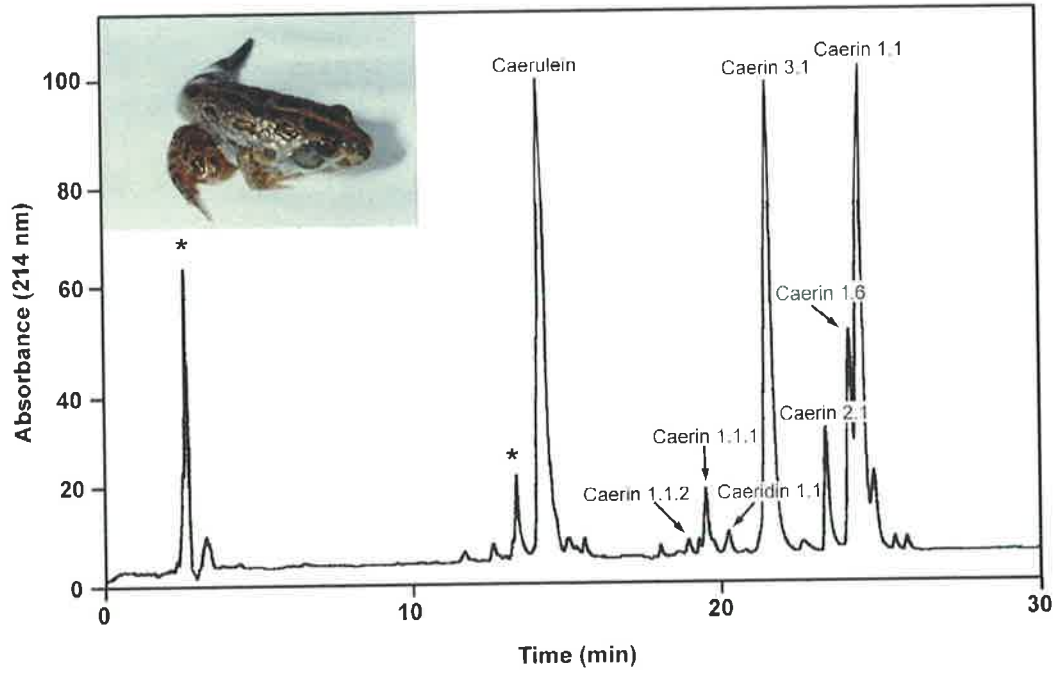 Absorbance (214 nm)
100
80
60
40
20
0
*
*
Caerulein
Caerin 1.1.2
Caerin 1.1.1
Caeridin 1.1
Caerin 3.1
Caerin 2.1
Caerin 1.6
Caerin 1.1
0
10
20
30
Time (min)